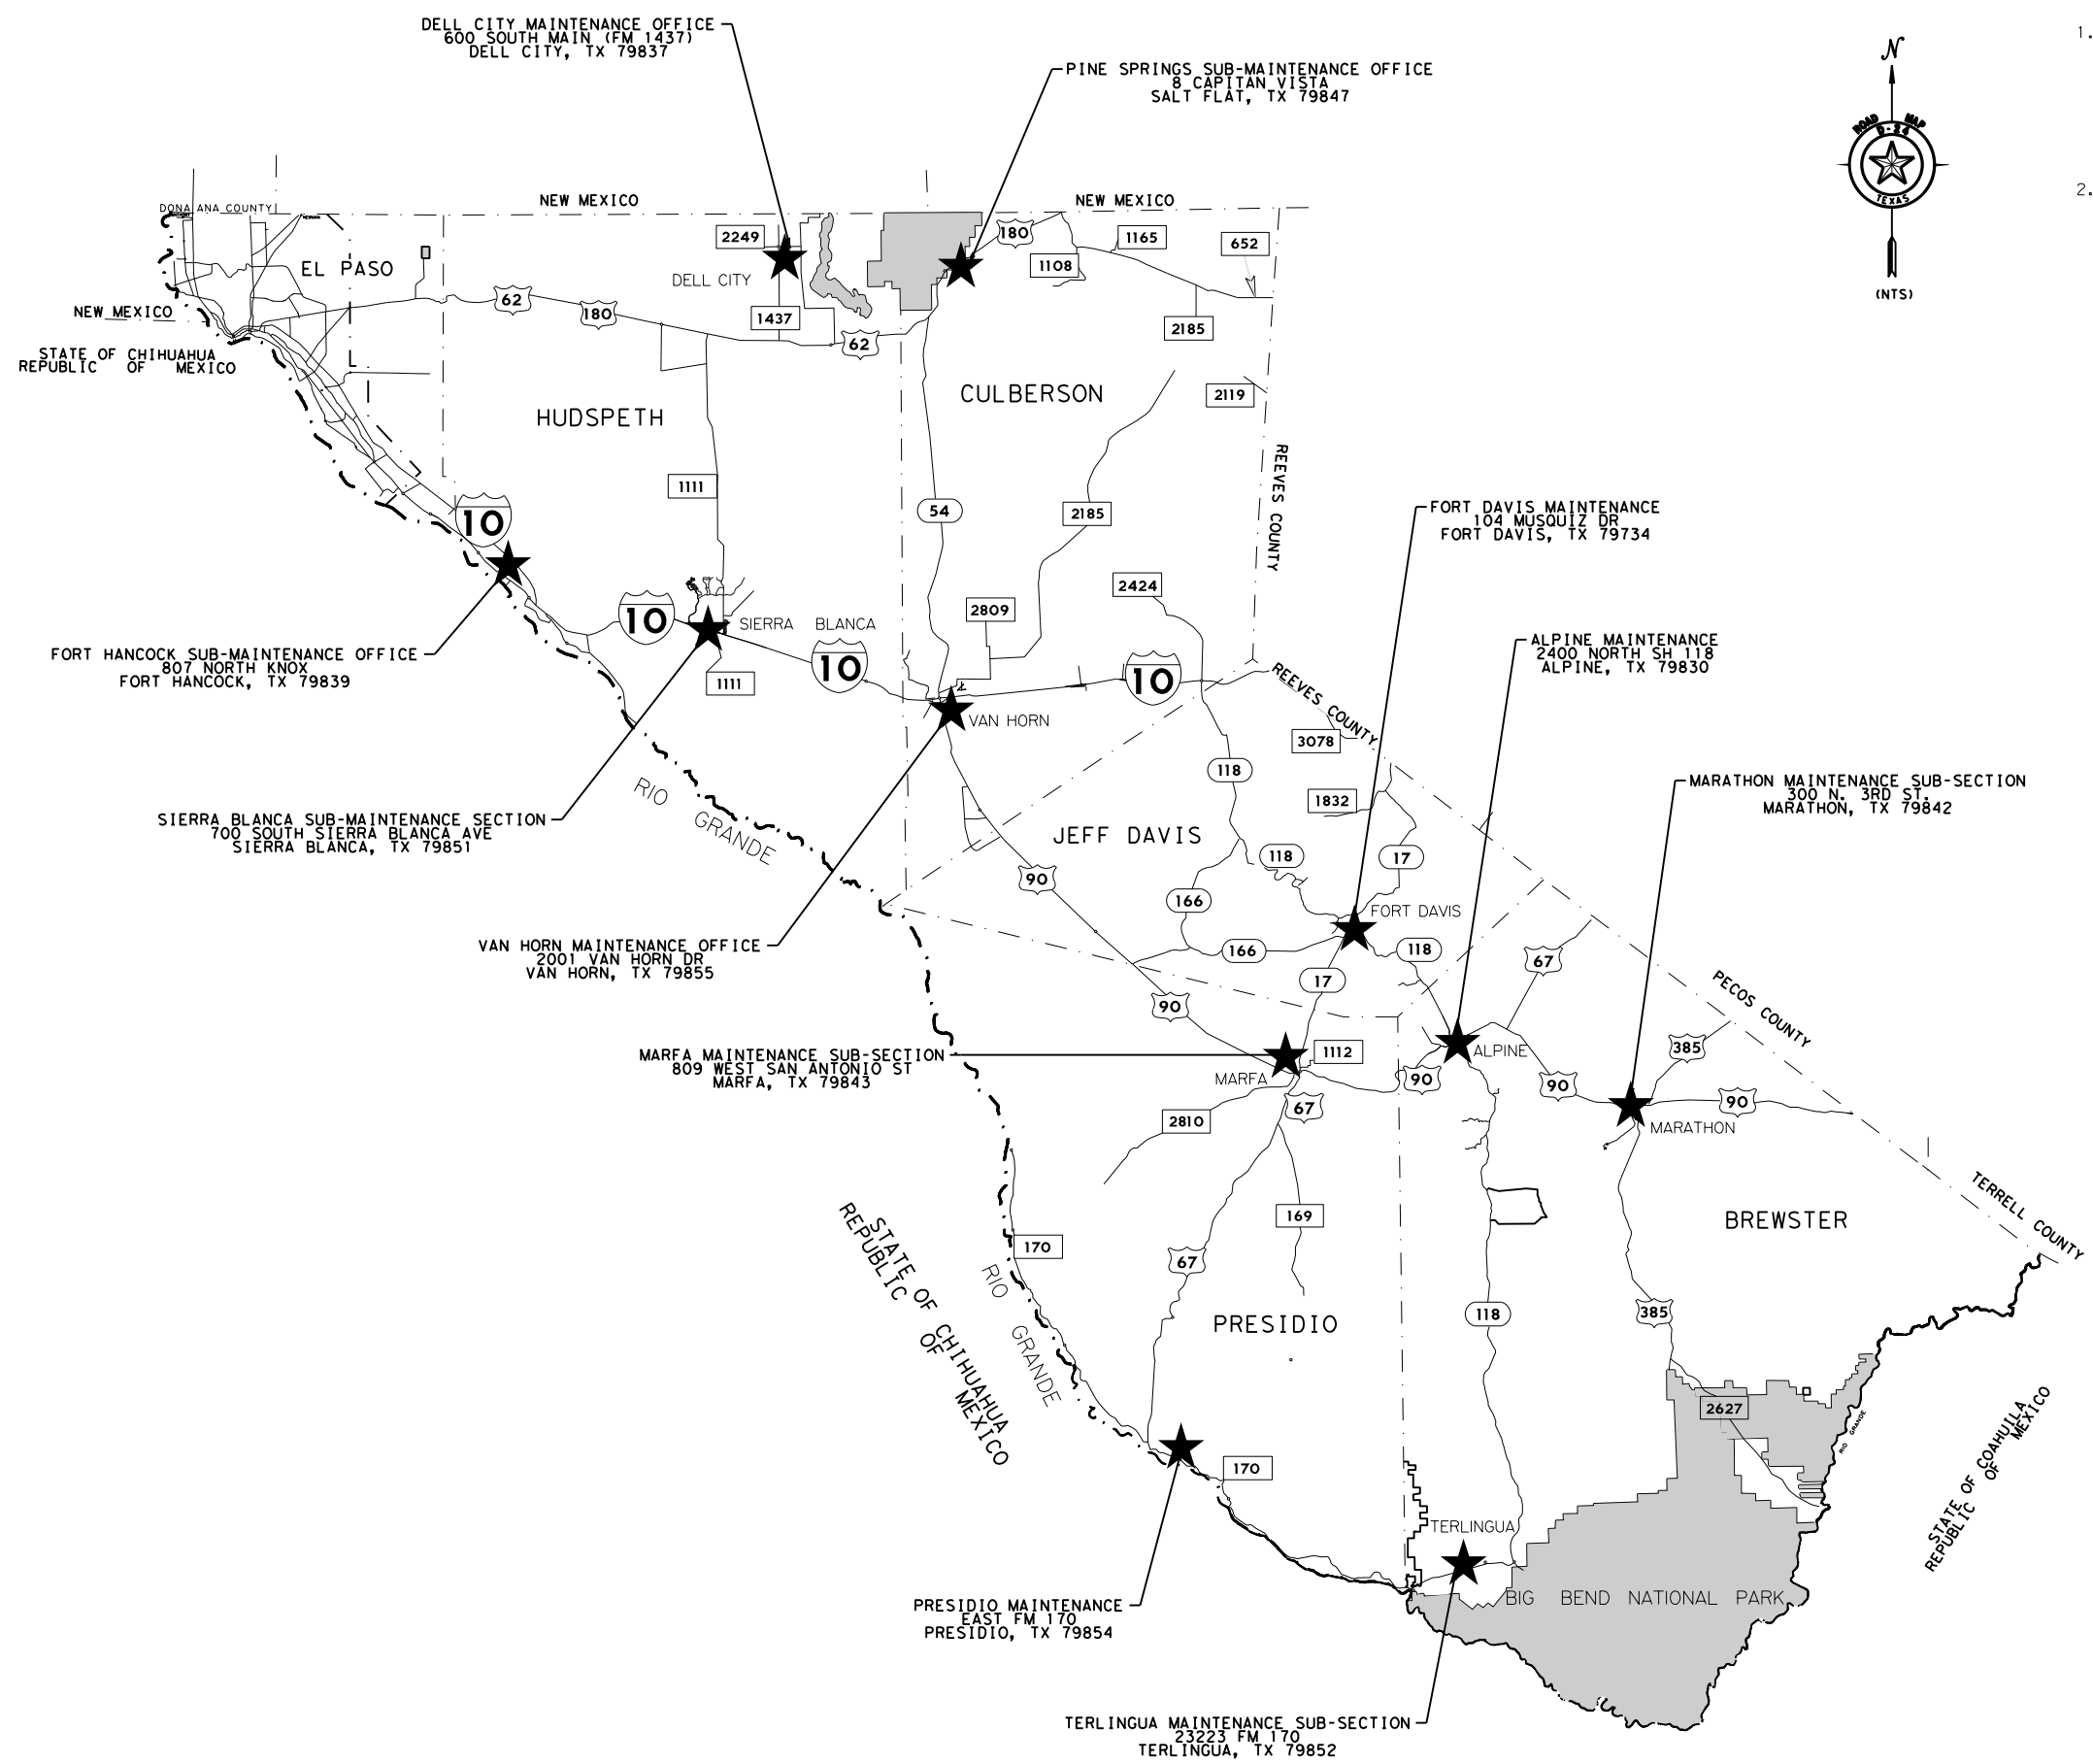 DELL CITY MAINTENANCE OFFICE
600 SOUTH MAIN (FM 1437)
DELL CITY, TX 79837
PINE SPRINGS SUB-MAINTENANCE OFFICE
8 CAPITAN VISTA
SALT FLAT, TX 79847
1.
2.
N
ROAD MAP
D-24
TEXAS
(NTS)
NEW MEXICO
NEW MEXICO
DONA ANA COUNTY
EL PASO
2249
DELL CITY
180
1165
652
1108
NEW MEXICO
62
180
1437
62
2185
STATE OF CHIHUAHUA
REPUBLIC OF MEXICO
HUDSPETH
CULBERSON
2119
REEVES COUNTY
1111
54
2185
10
FORT DAVIS MAINTENANCE
104 MUSQUIZ DR
FORT DAVIS, TX 79734
2424
2809
10
SIERRA BLANCA
10
10
1111
FORT HANCOCK SUB-MAINTENANCE OFFICE
807 NORTH KNOX
FORT HANCOCK, TX 79839
ALPINE MAINTENANCE
2400 NORTH SH 118
ALPINE, TX 79830
REEVES COUNTY
VAN HORN
3078
118
1832
RIO GRANDE
MARATHON MAINTENANCE SUB-SECTION
300 N. 3RD ST.
MARATHON, TX 79842
SIERRA BLANCA SUB-MAINTENANCE SECTION
700 SOUTH SIERRA BLANCA AVE
SIERRA BLANCA, TX 79851
JEFF DAVIS
118
17
90
166
FORT DAVIS
VAN HORN MAINTENANCE OFFICE
2001 VAN HORN DR
VAN HORN, TX 79855
166
118
67
17
90
PECOS COUNTY
MARFA MAINTENANCE SUB-SECTION
809 WEST SAN ANTONIO ST
MARFA, TX 79843
1112
ALPINE
385
MARFA
90
90
90
67
2810
MARATHON
TERRELL COUNTY
169
BREWSTER
170
67
STATE OF CHIHUAHUA
REPUBLIC OF MEXICO
RIO GRANDE
PRESIDIO
118
385
2627
RIO GRANDE
STATE OF COAHUILA
REPUBLIC OF MEXICO
170
TERLINGUA
BIG BEND NATIONAL PARK
PRESIDIO MAINTENANCE
EAST FM 170
PRESIDIO, TX 79854
TERLINGUA MAINTENANCE SUB-SECTION
23223 FM 170
TERLINGUA, TX 79852